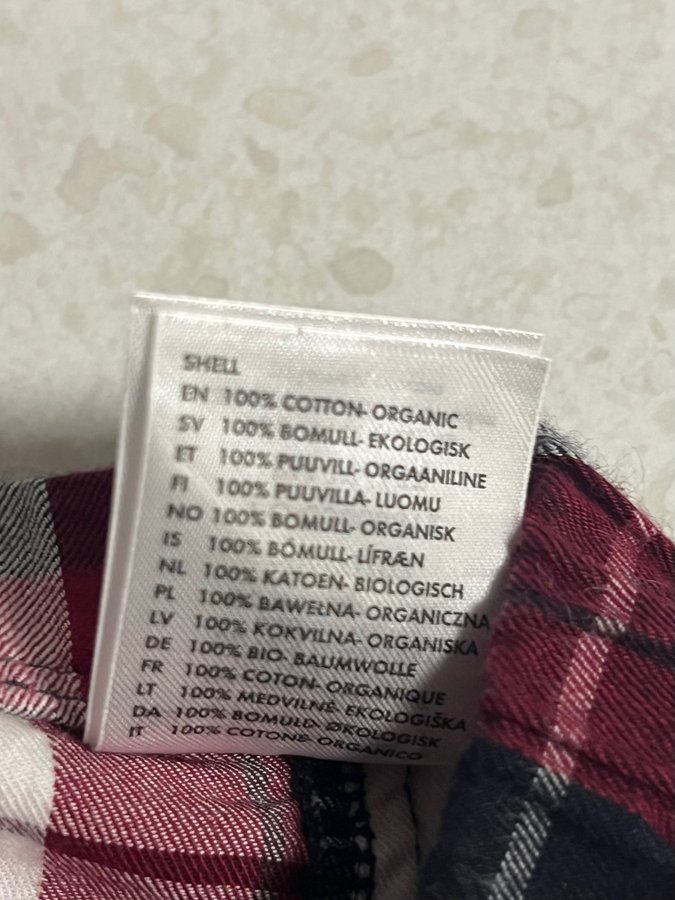 SHELL
EN 100% COTTON- ORGANIC
SV 100% BOMULL- EKOLOGISK
ET 100% PUUVILL- ORGAANILINE
FI 100% PUUVILLA- LUOMU
NO 100% BOMULL- ORGANISK
IS 100% BÓMULL- LÍFRÆN
NL 100% KATOEN- BIOLOGISCH
PL 100% BAWEŁNA- ORGANICZNA
LV 100% KOKVILNA- ORGANISKA
DE 100% BIO- BAUMWOLLE
FR 100% COTON- ORGANIQUE
LT 100% MEDVILNĖ- EKOLOGIŠKA
DA 100% BOMULD- ØKOLOGISK
IT 100% COTONE- ORGANICO